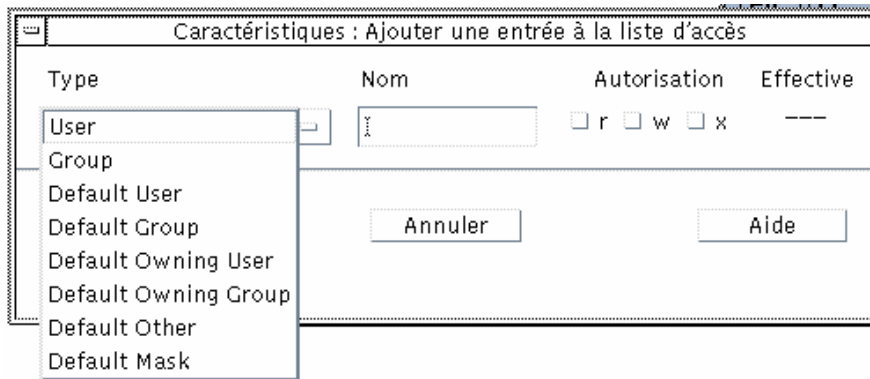 Caractéristiques : Ajouter une entrée à la liste d'accès
Type Nom Autorisation Effective
User r w x ---
Group
Default User
Default Group Annuler Aide
Default Owning User
Default Owning Group
Default Other
Default Mask